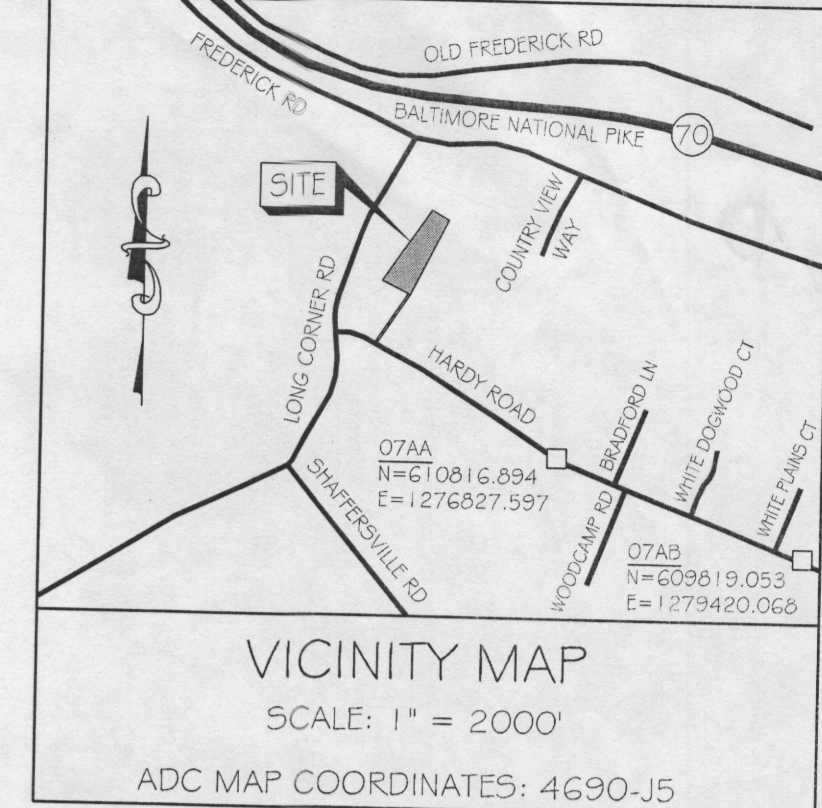 OLD FREDERICK RD
FREDERICK RD
BALTIMORE NATIONAL PIKE
70
SITE
COUNTRY VIEW
WAY
LONG CORNER RD
HARDY ROAD
BRADFORD LN
WHITE DOGWOOD CT
WHITE PLAINS CT
07AA
N=610816.894
E=1276827.597
SHAFFERSVILLE RD
WOODCAMP RD
07AB
N=609819.053
E=1279420.068
VICINITY MAP
SCALE: 1" = 2000'
ADC MAP COORDINATES: 4690-J5